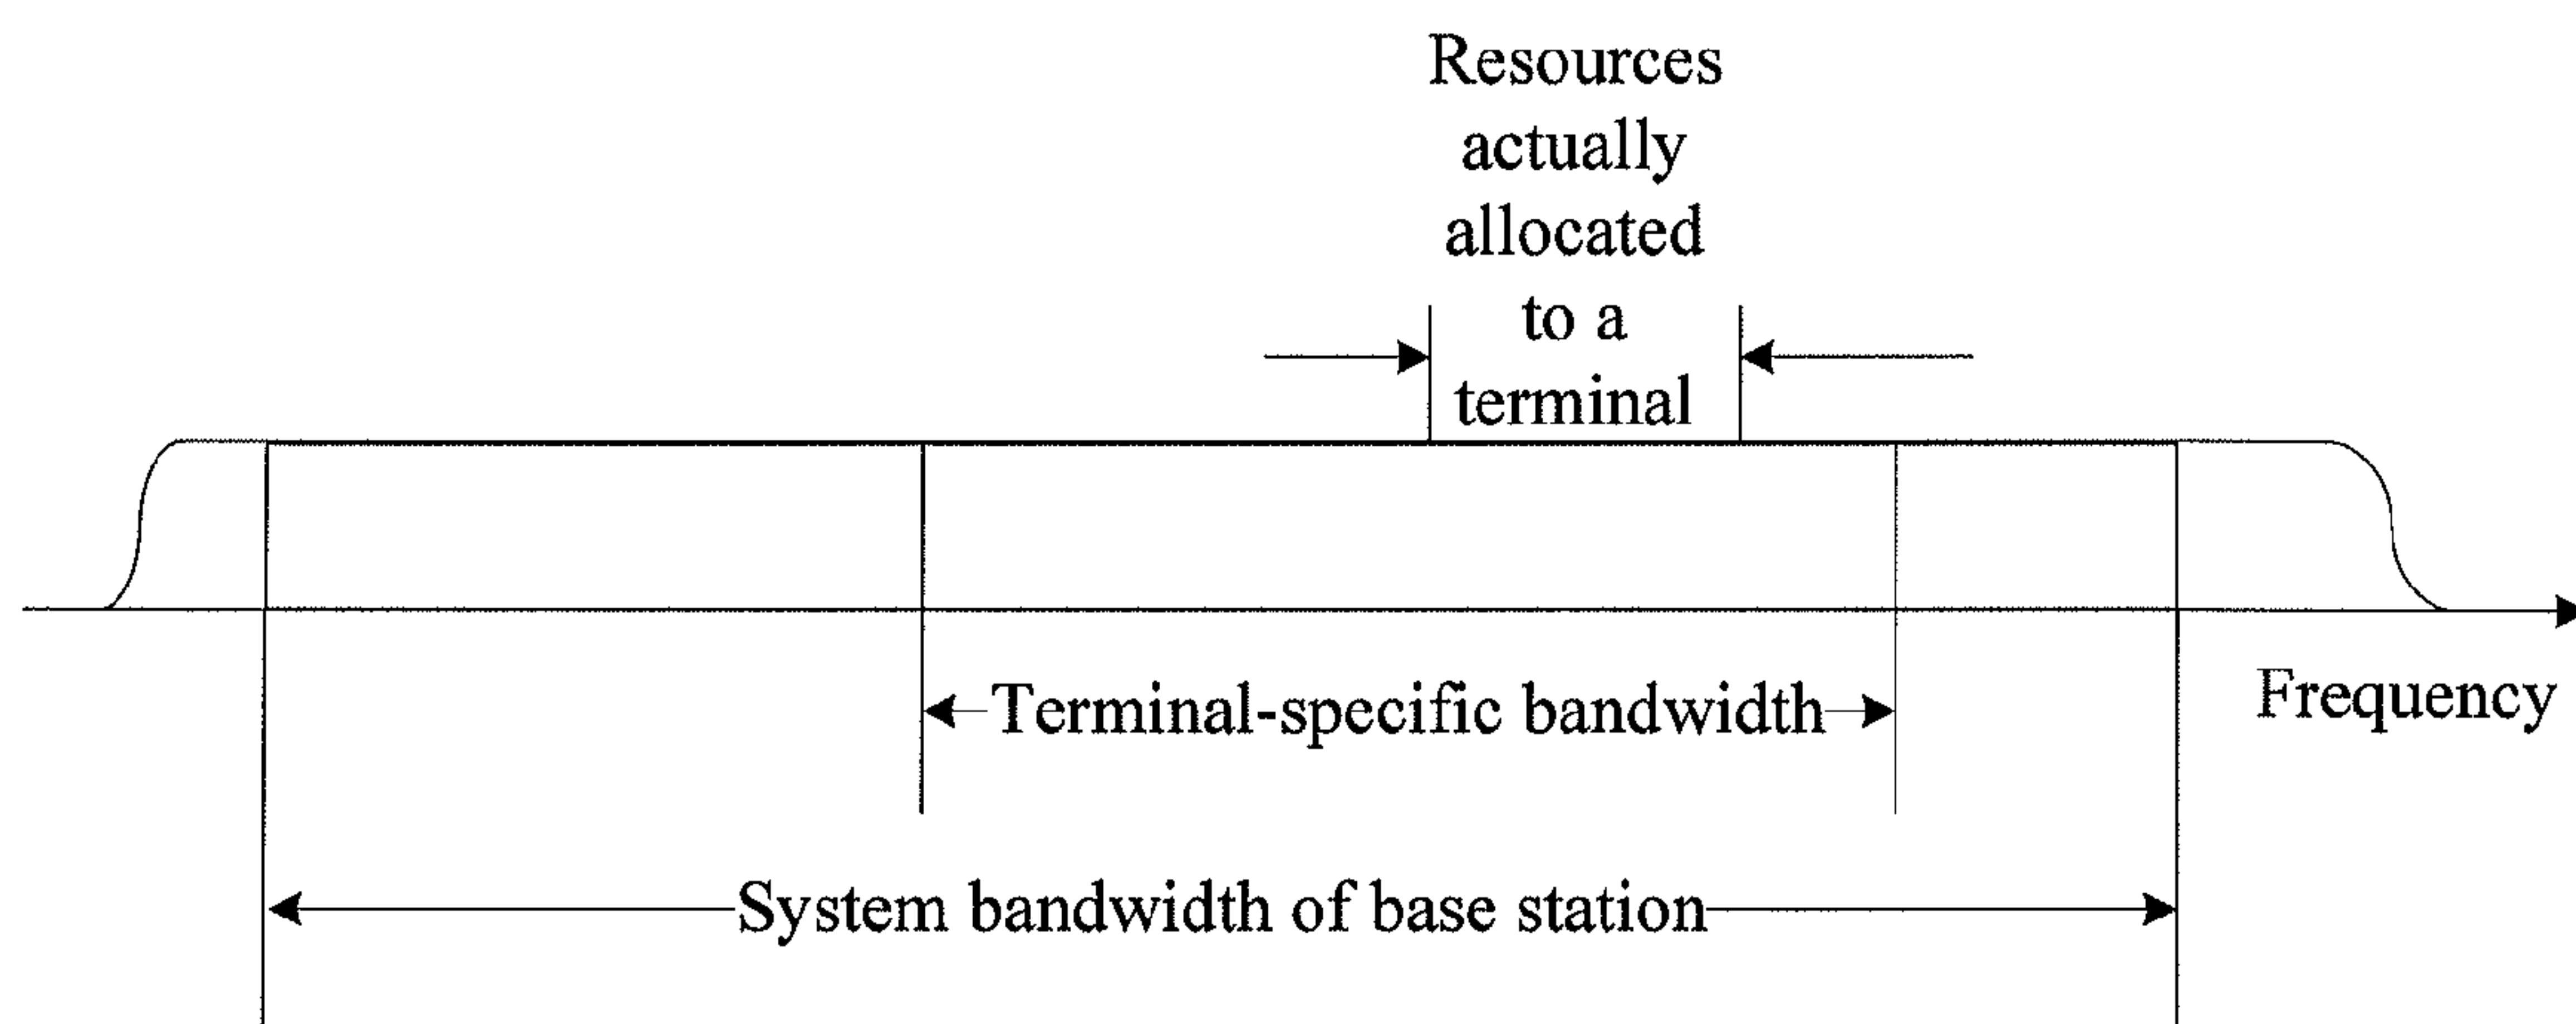 Resources
actually
allocated
to a
terminal
Terminal-specific bandwidth
Frequency
System bandwidth of base station